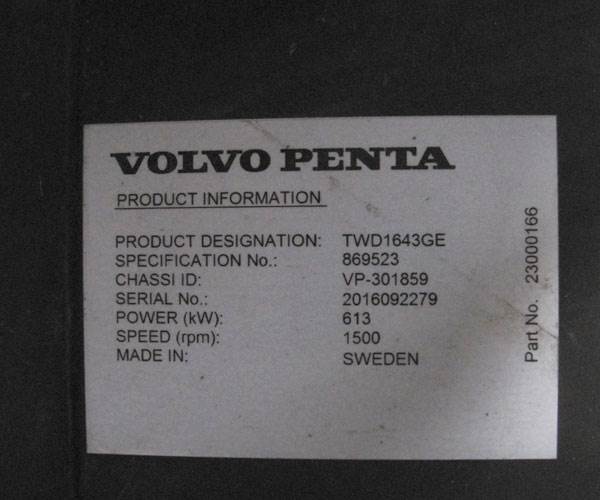 VOLVO PENTA
PRODUCT INFORMATION
PRODUCT DESIGNATION: TWD1643GE
SPECIFICATION No.: 869523
CHASSI ID: VP-301859
SERIAL No.: 2016092279
POWER (kW): 613
SPEED (rpm): 1500
MADE IN: SWEDEN
Part No. 23000166